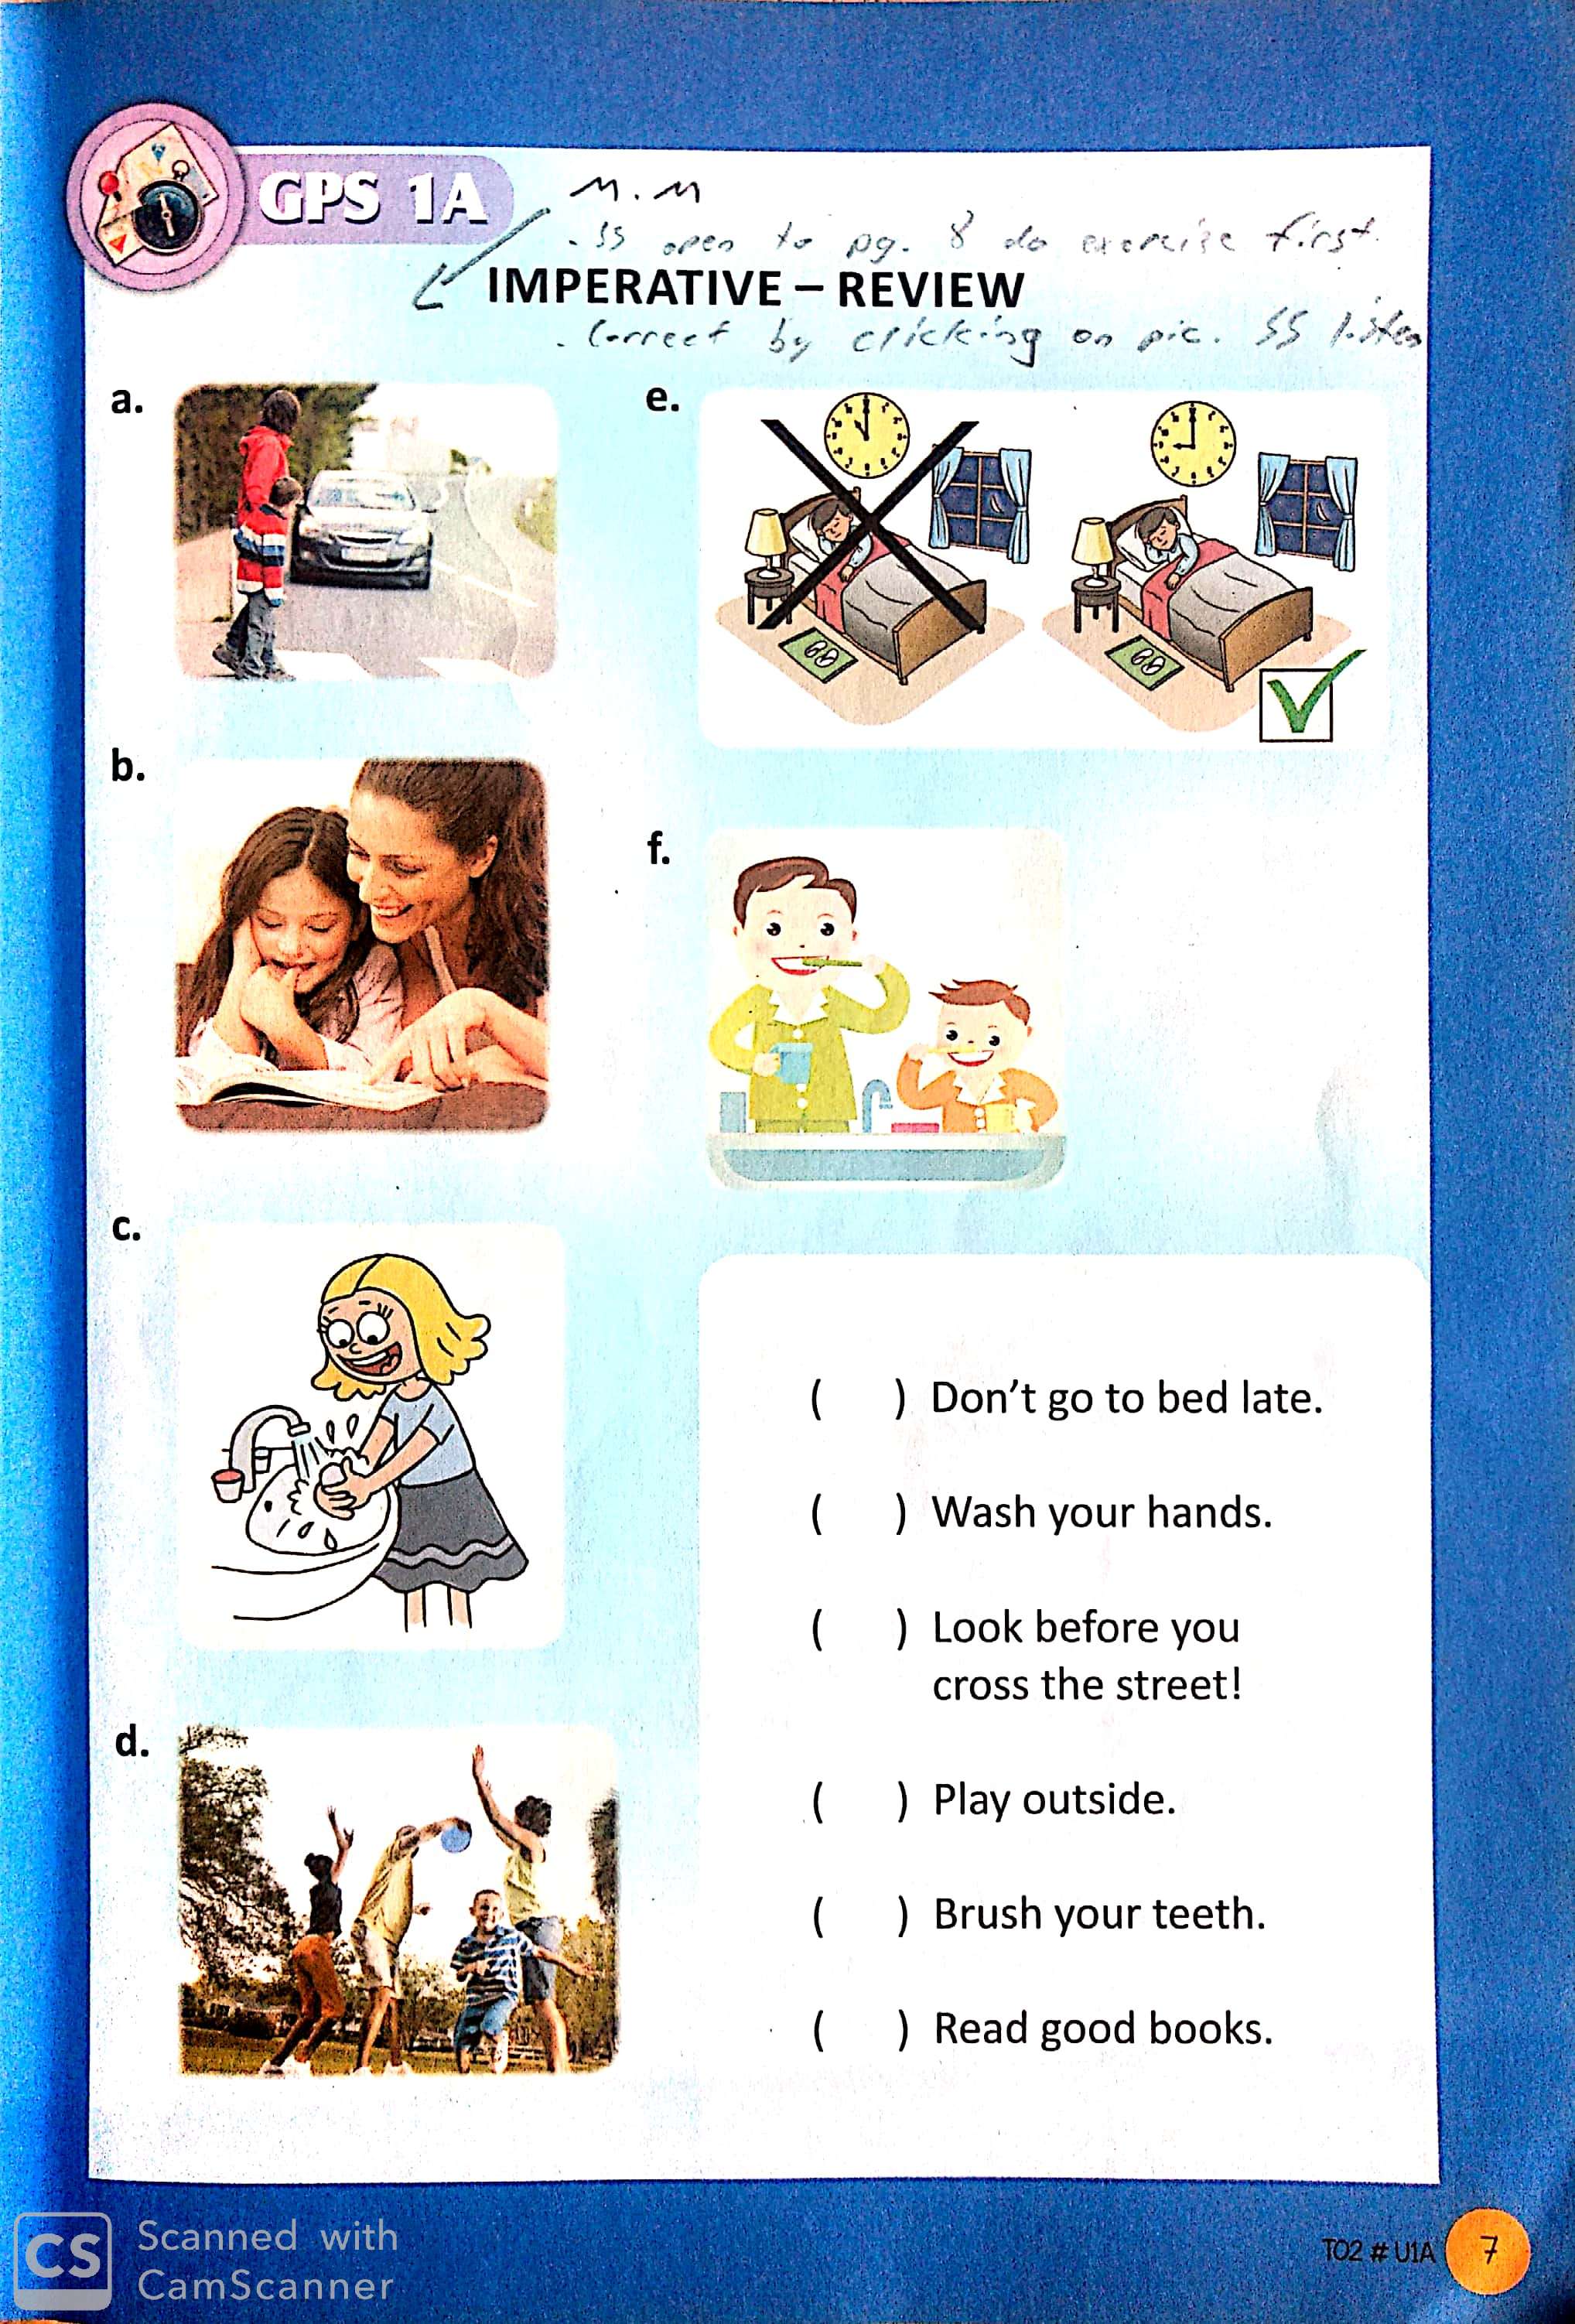 GPS 1A
M.M
. SS open to pg. 8 do exercise first.
IMPERATIVE – REVIEW
. Correct by clicking on pic. SS listen
a.
b.
c.
d.
e.
f.
( ) Don't go to bed late.
( ) Wash your hands.
( ) Look before you
cross the street!
( ) Play outside.
( ) Brush your teeth.
( ) Read good books.
TO2 # U1A 7
CS Scanned with
CamScanner